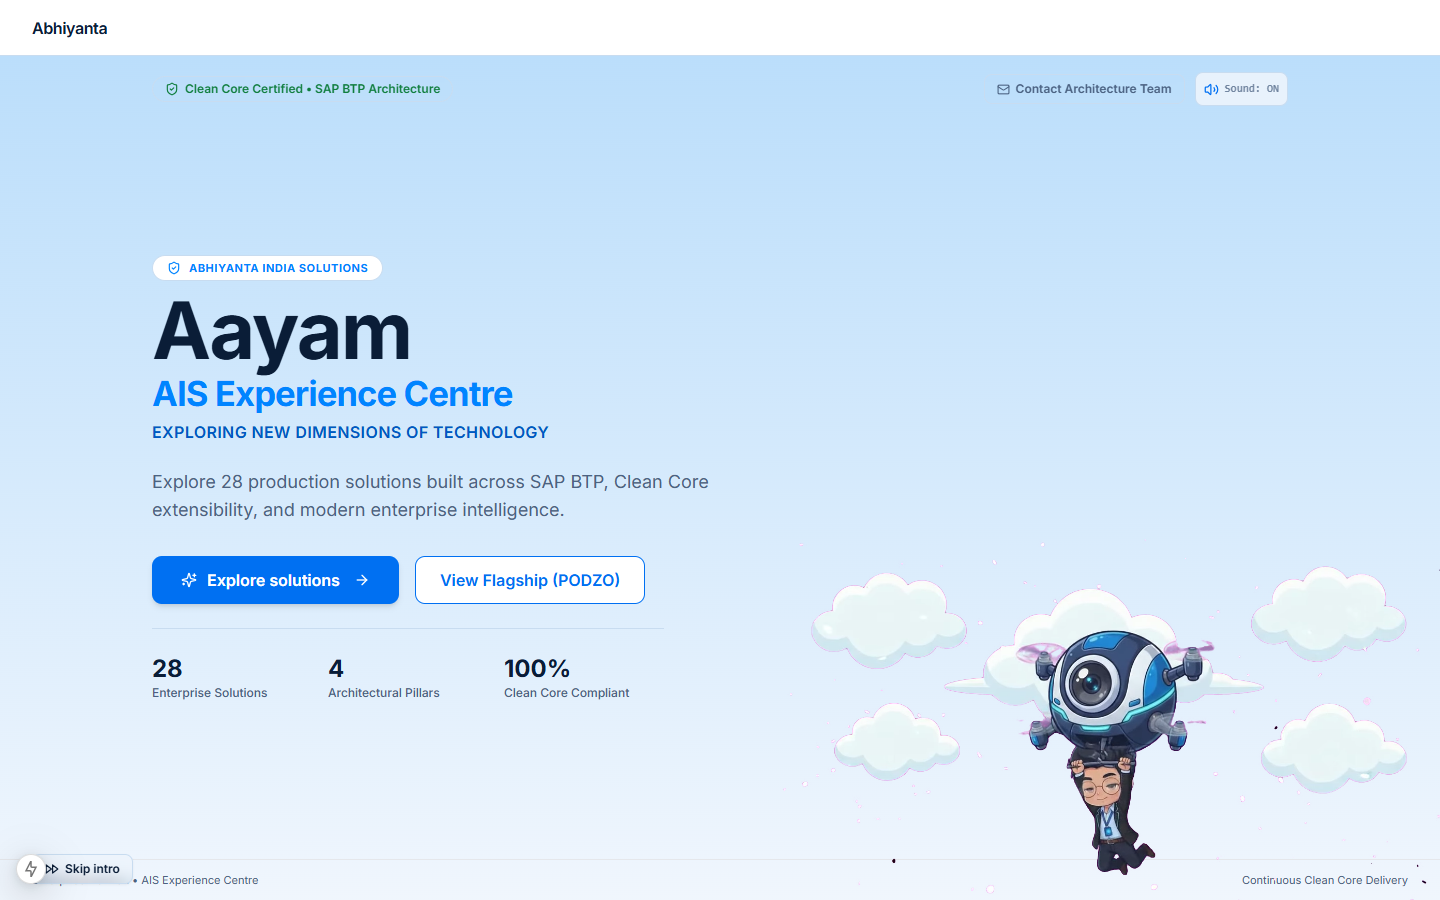 Abhiyanta
Clean Core Certified • SAP BTP Architecture
Contact Architecture Team
Sound: ON
ABHIYANTA INDIA SOLUTIONS
Aayam
AIS Experience Centre
EXPLORING NEW DIMENSIONS OF TECHNOLOGY
Explore 28 production solutions built across SAP BTP, Clean Core
extensibility, and modern enterprise intelligence.
Explore solutions
View Flagship (PODZO)
28
Enterprise Solutions
4
Architectural Pillars
100%
Clean Core Compliant
Skip intro
• AIS Experience Centre
Continuous Clean Core Delivery